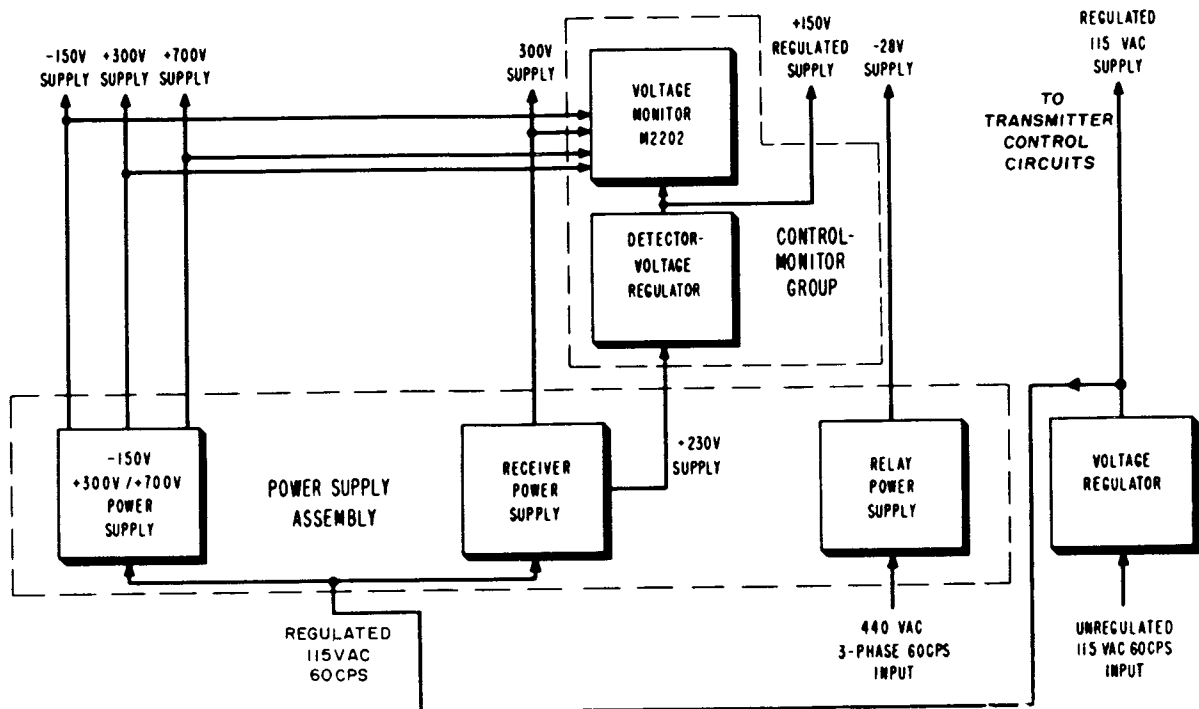 -150V
SUPPLY
+300V
SUPPLY
+700V
SUPPLY
300V
SUPPLY
VOLTAGE
MONITOR
M2202
+150V
REGULATED
SUPPLY
-28V
SUPPLY
REGULATED
115 VAC
SUPPLY
TO
TRANSMITTER
CONTROL
CIRCUITS
DETECTOR-
VOLTAGE
REGULATOR
CONTROL-
MONITOR
GROUP
-150V
+300V/+700V
POWER
SUPPLY
POWER SUPPLY
ASSEMBLY
RECEIVER
POWER
SUPPLY
+230V
SUPPLY
RELAY
POWER
SUPPLY
VOLTAGE
REGULATOR
REGULATED
115VAC
60CPS
440 VAC
3-PHASE 60CPS
INPUT
UNREGULATED
115 VAC 60CPS
INPUT